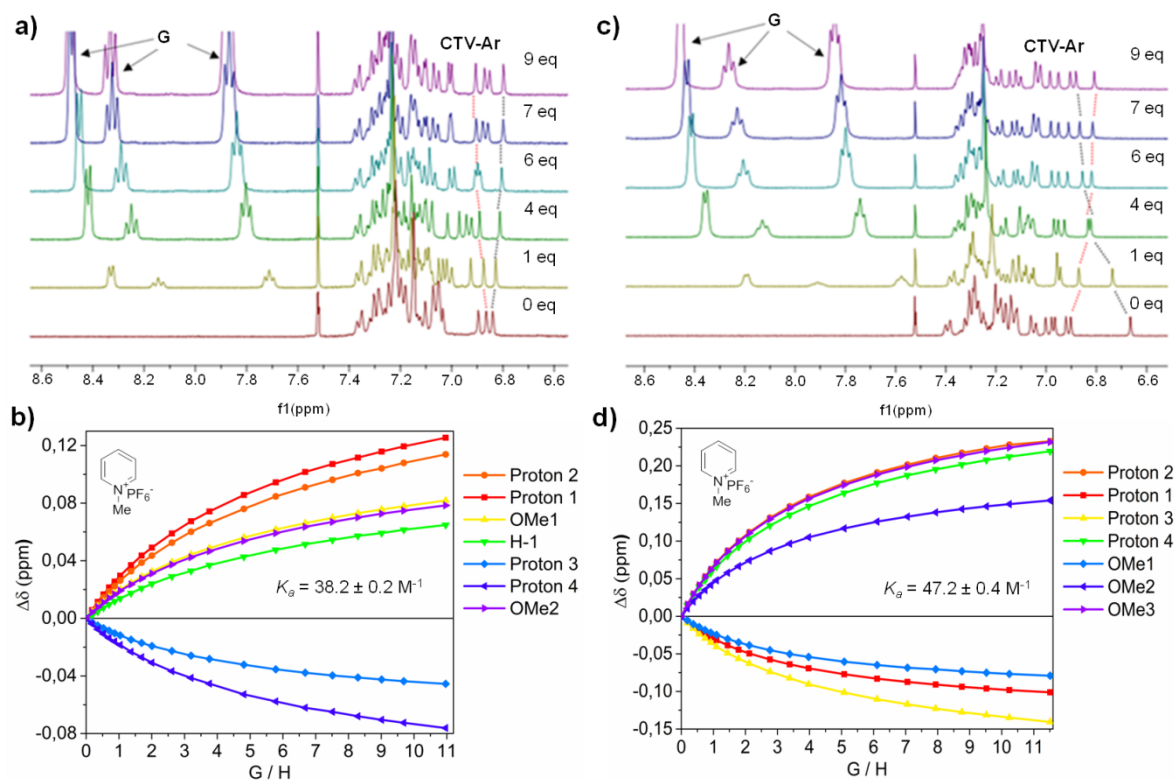 a)
G
CTV-Ar
9 eq
7 eq
6 eq
4 eq
1 eq
0 eq
8.6 8.4 8.2 8.0 7.8 7.6 7.4 7.2 7.0 6.8
f1(ppm)
c)
G
CTV-Ar
9 eq
7 eq
6 eq
4 eq
1 eq
0 eq
8.6 8.4 8.2 8.0 7.8 7.6 7.4 7.2 7.0 6.8 6.6
f1(ppm)
b)
N+
PF6-
Me
0,12
0,08
0,04
0,00
-0,04
-0,08
Δδ (ppm)
Ka = 38.2 ± 0.2 M-1
0 1 2 3 4 5 6 7 8 9 10 11
G / H
Proton 2
Proton 1
OMe1
H-1
Proton 3
Proton 4
OMe2
d)
N+
PF6-
Me
0,25
0,20
0,15
0,10
0,05
0,00
-0,05
-0,10
-0,15
Δδ (ppm)
Ka = 47.2 ± 0.4 M-1
0 1 2 3 4 5 6 7 8 9 10 11
G / H
Proton 2
Proton 1
Proton 3
Proton 4
OMe1
OMe2
OMe3